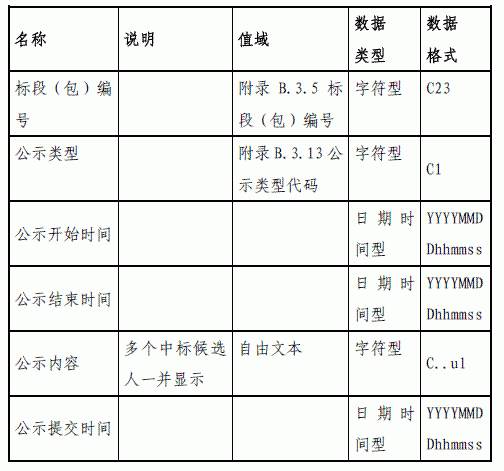 名称 说明 值域 数据类型 数据格式
标段（包）编号 附录 B.3.5 标段（包）编号 字符型 C23
公示类型 附录 B.3.13 公示类型代码 字符型 C1
公示开始时间 日期时间型 YYYYMMDDhhmmss
公示结束时间 日期时间型 YYYYMMDDhhmmss
公示内容 多个中标候选人一并显示 自由文本 字符型 C..ul
公示提交时间 日期时间型 YYYYMMDDhhmmss